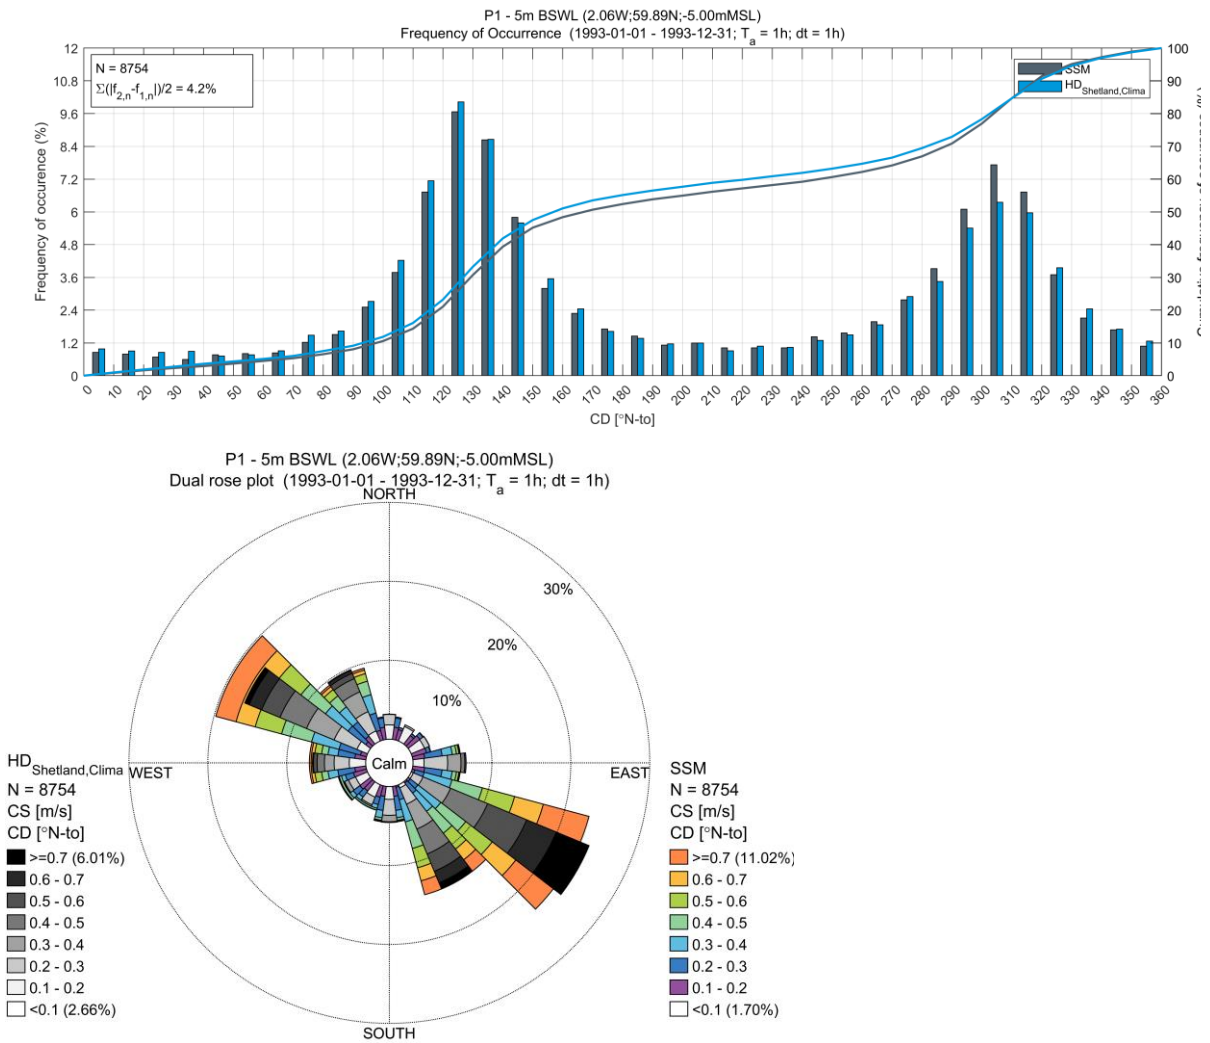 P1 - 5m BSWL (2.06W;59.89N;-5.00mMSL)
Frequency of Occurrence (1993-01-01 - 1993-12-31; Ta = 1h; dt = 1h)
N = 8754
Σ(|f2,n-f1,n|)/2 = 4.2%
SSM
HDShetland,Clima
Frequency of occurence (%)
12
10.8
9.6
8.4
7.2
6
4.8
3.6
2.4
1.2
0
100
90
80
70
60
50
40
30
20
10
0
0 10 20 30 40 50 60 70 80 90 100 110 120 130 140 150 160 170 180 190 200 210 220 230 240 250 260 270 280 290 300 310 320 330 340 350 360
CD [°N-to]
P1 - 5m BSWL (2.06W;59.89N;-5.00mMSL)
Dual rose plot (1993-01-01 - 1993-12-31; Ta = 1h; dt = 1h)
NORTH
30%
20%
10%
Calm
WEST
EAST
SOUTH
HDShetland,Clima
N = 8754
CS [m/s]
CD [°N-to]
>=0.7 (6.01%)
0.6 - 0.7
0.5 - 0.6
0.4 - 0.5
0.3 - 0.4
0.2 - 0.3
0.1 - 0.2
<0.1 (2.66%)
SSM
N = 8754
CS [m/s]
CD [°N-to]
>=0.7 (11.02%)
0.6 - 0.7
0.5 - 0.6
0.4 - 0.5
0.3 - 0.4
0.2 - 0.3
0.1 - 0.2
<0.1 (1.70%)